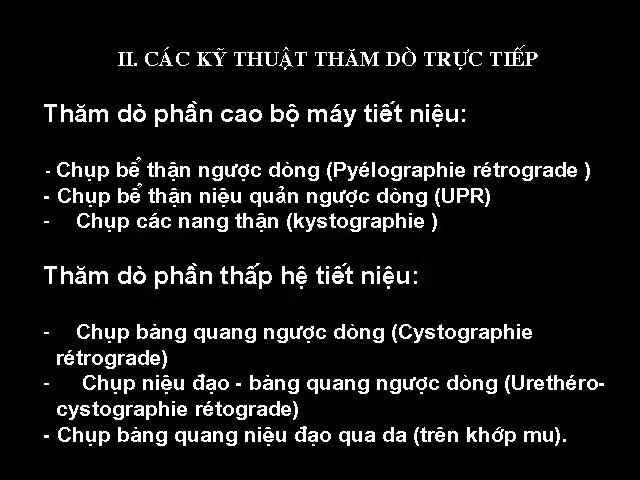 II. CÁC KỸ THUẬT THĂM DÒ TRỰC TIẾP
Thăm dò phần cao bộ máy tiết niệu:
- Chụp bể thận ngược dòng (Pyélographie rétrograde )
- Chụp bể thận niệu quản ngược dòng (UPR)
- Chụp các nang thận (kystographie )
Thăm dò phần thấp hệ tiết niệu:
- Chụp bàng quang ngược dòng (Cystographie
rétrograde)
- Chụp niệu đạo - bàng quang ngược dòng (Urethéro-
cystographie rétograde)
- Chụp bàng quang niệu đạo qua da (trên khớp mu).